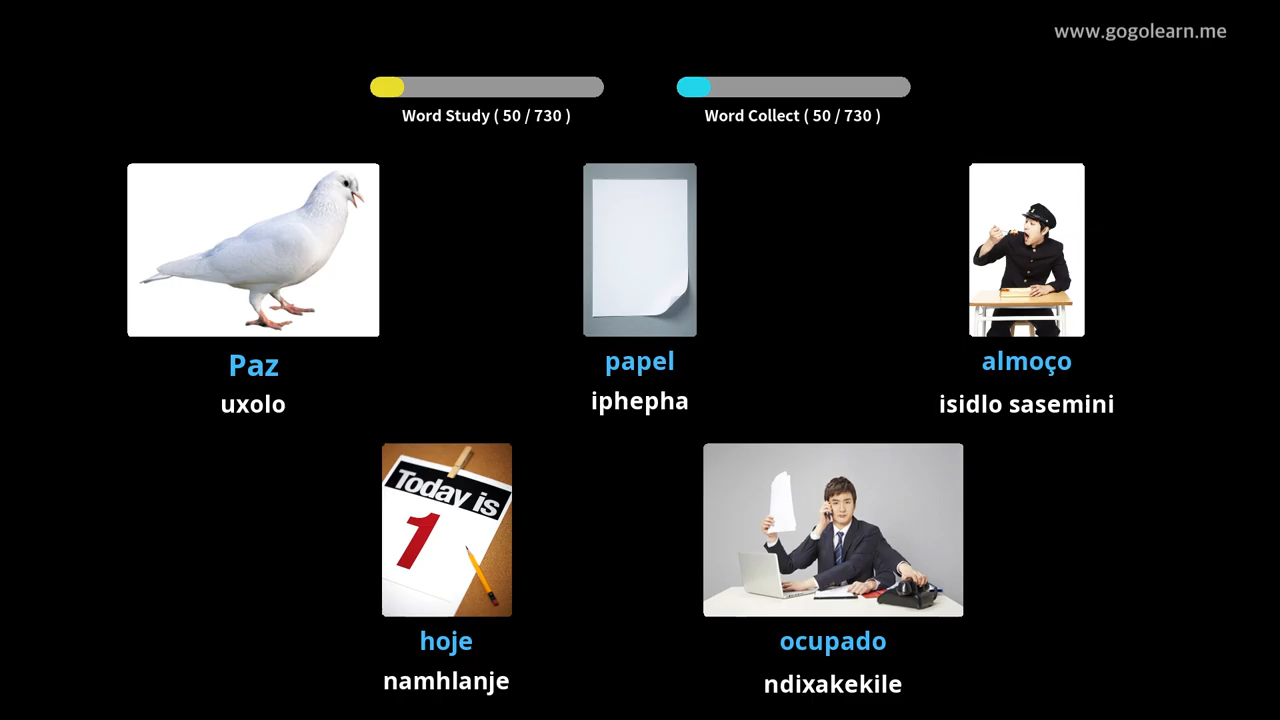 www.gogolearn.me
Word Study ( 50 / 730 )
Word Collect ( 50 / 730 )
Paz
uxolo
papel
iphepha
almoço
isidlo sasemini
Today is
1
hoje
namhlanje
ocupado
ndixakekile